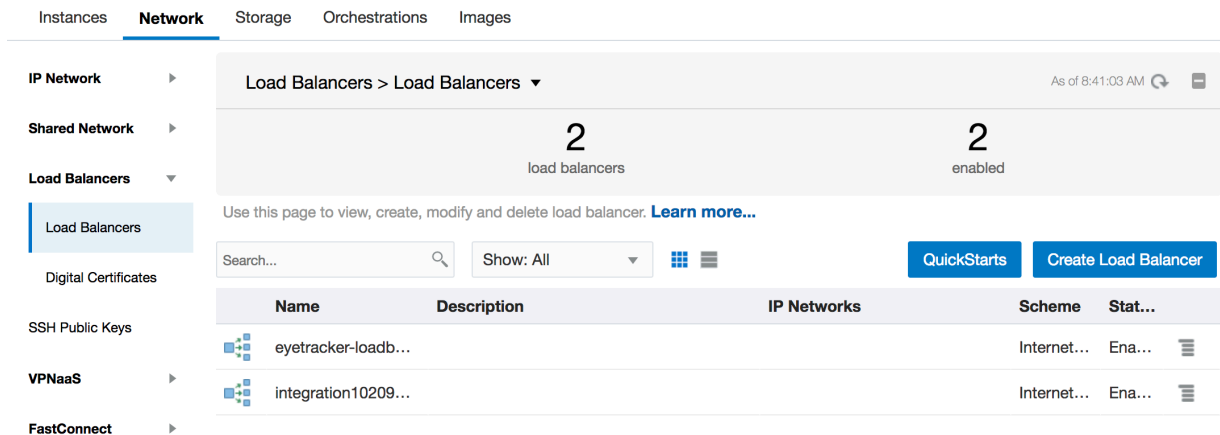 Instances Network Storage Orchestrations Images
IP Network
Shared Network
Load Balancers
Load Balancers
Digital Certificates
SSH Public Keys
VPNaaS
FastConnect
Load Balancers > Load Balancers
As of 8:41:03 AM
2 2
load balancers enabled
Use this page to view, create, modify and delete load balancer. Learn more...
Search... Show: All QuickStarts Create Load Balancer
Name Description IP Networks Scheme Stat...
eyetracker-loadb... Internet... Ena...
integration10209... Internet... Ena...